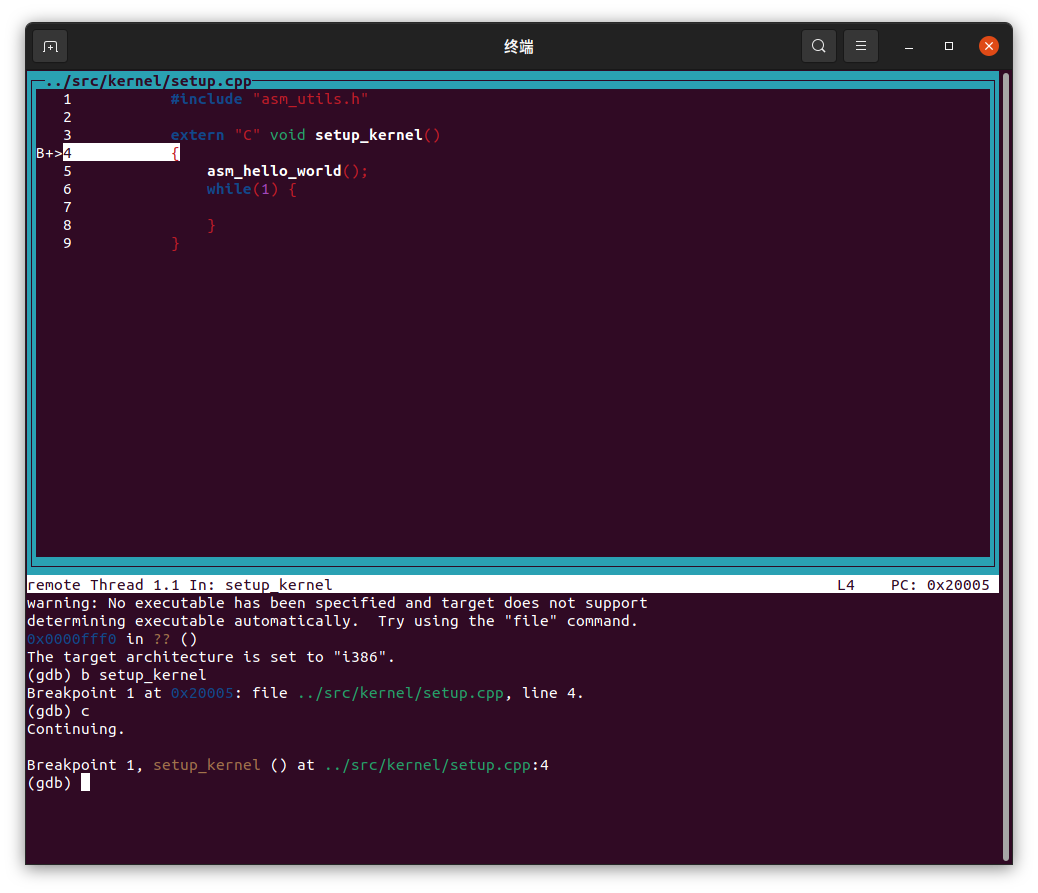 终端
../src/kernel/setup.cpp
1 #include "asm_utils.h"
2
3 extern "C" void setup_kernel()
B+>4 {
5 asm_hello_world();
6 while(1) {
7
8 }
9 }
remote Thread 1.1 In: setup_kernel L4 PC: 0x20005
warning: No executable has been specified and target does not support
determining executable automatically.  Try using the "file" command.
0x0000fff0 in ?? ()
The target architecture is set to "i386".
(gdb) b setup_kernel
Breakpoint 1 at 0x20005: file ../src/kernel/setup.cpp, line 4.
(gdb) c
Continuing.
Breakpoint 1, setup_kernel () at ../src/kernel/setup.cpp:4
(gdb)